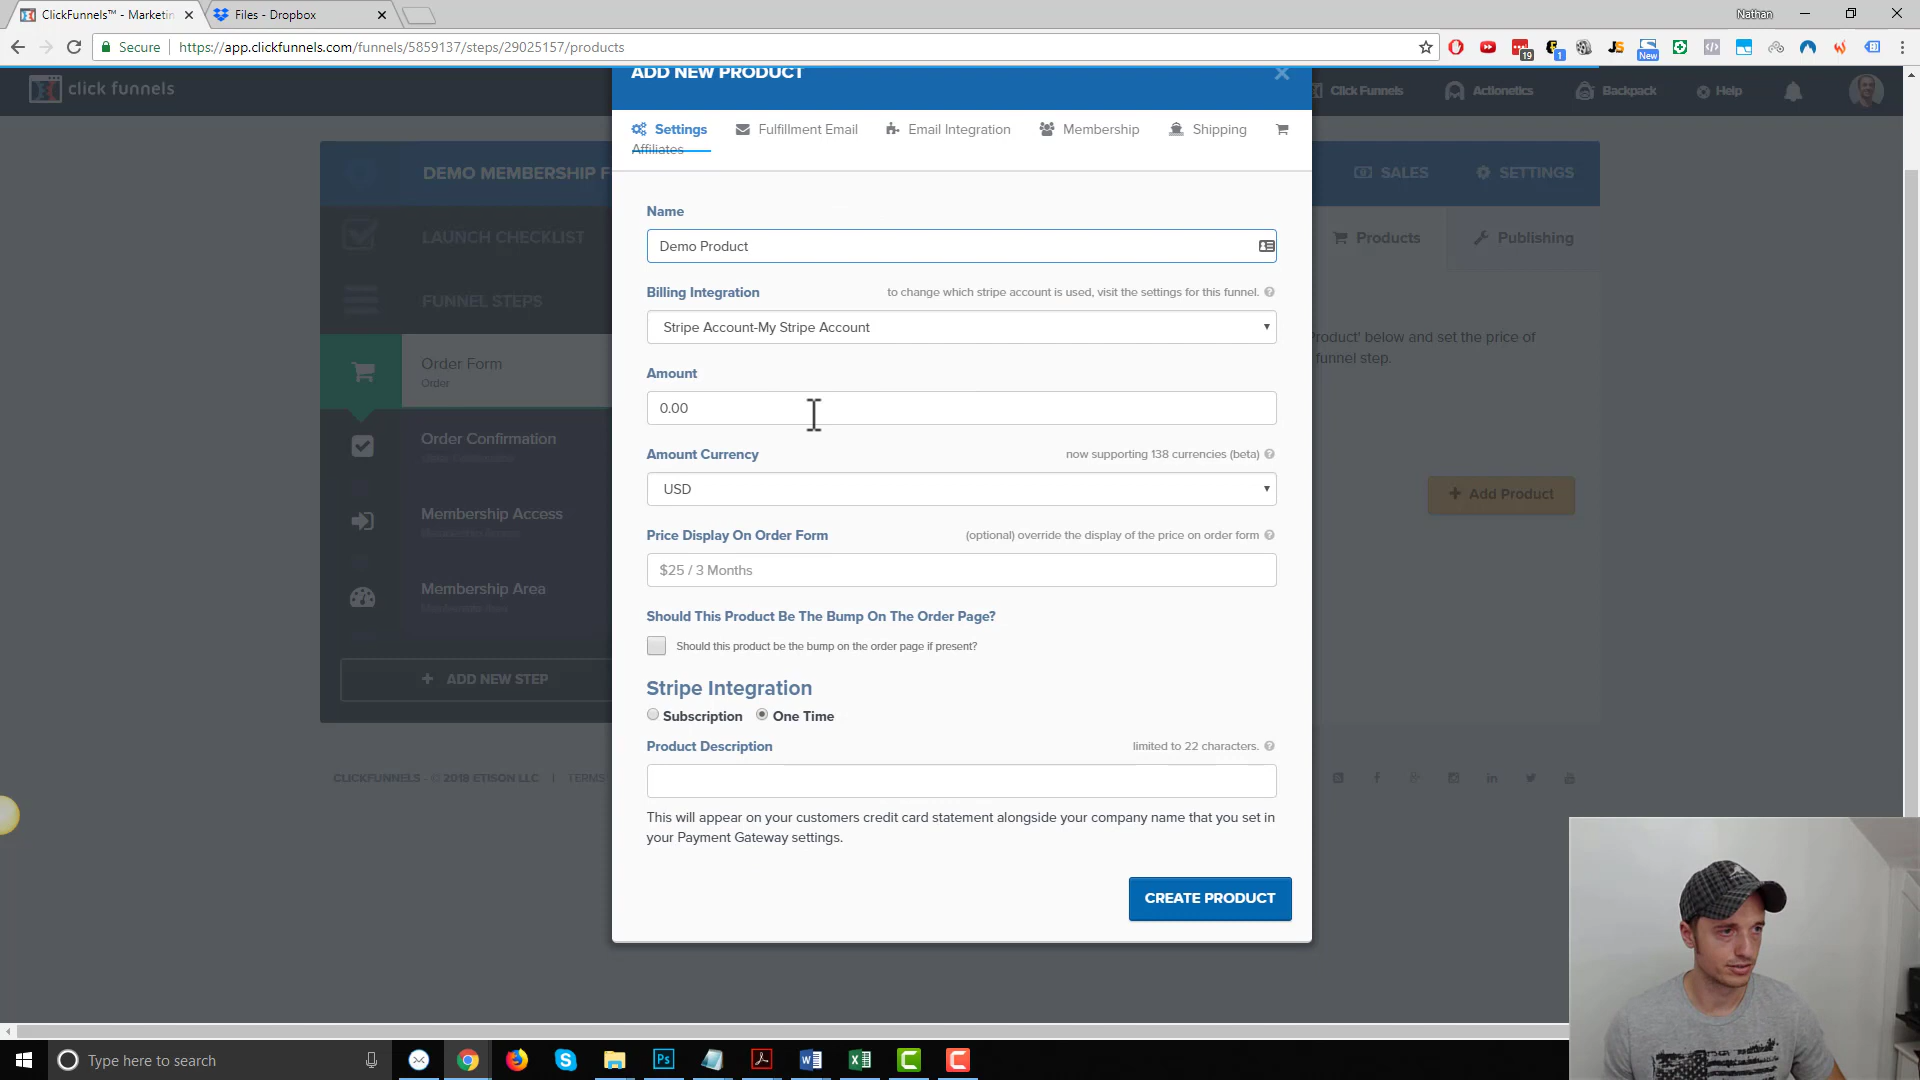 ClickFunnels™ - Marketin
Files - Dropbox
Nathan
Secure
https://app.clickfunnels.com/funnels/5859137/steps/29025157/products
19
1
JS
New
click funnels
ADD NEW PRODUCT
Click Funnels
Actionetics
Backpack
Help
Settings
Fulfillment Email
Email Integration
Membership
Shipping
Affiliates
DEMO MEMBERSHIP F
SALES
SETTINGS
LAUNCH CHECKLIST
Name
Demo Product
Products
Publishing
FUNNEL STEPS
Billing Integration
to change which stripe account is used, visit the settings for this funnel.
Stripe Account-My Stripe Account
Product' below and set the price of
funnel step.
Order Form
Order
Amount
0.00
Order Confirmation
Amount Currency
now supporting 138 currencies (beta)
USD
Add Product
Membership Access
Price Display On Order Form
(optional) override the display of the price on order form
$25 / 3 Months
Membership Area
Should This Product Be The Bump On The Order Page?
Should this product be the bump on the order page if present?
ADD NEW STEP
Stripe Integration
Subscription
One Time
Product Description
limited to 22 characters.
CLICKFUNNELS - © 2018 ETISON LLC | TERMS
This will appear on your customers credit card statement alongside your company name that you set in
your Payment Gateway settings.
CREATE PRODUCT
Type here to search